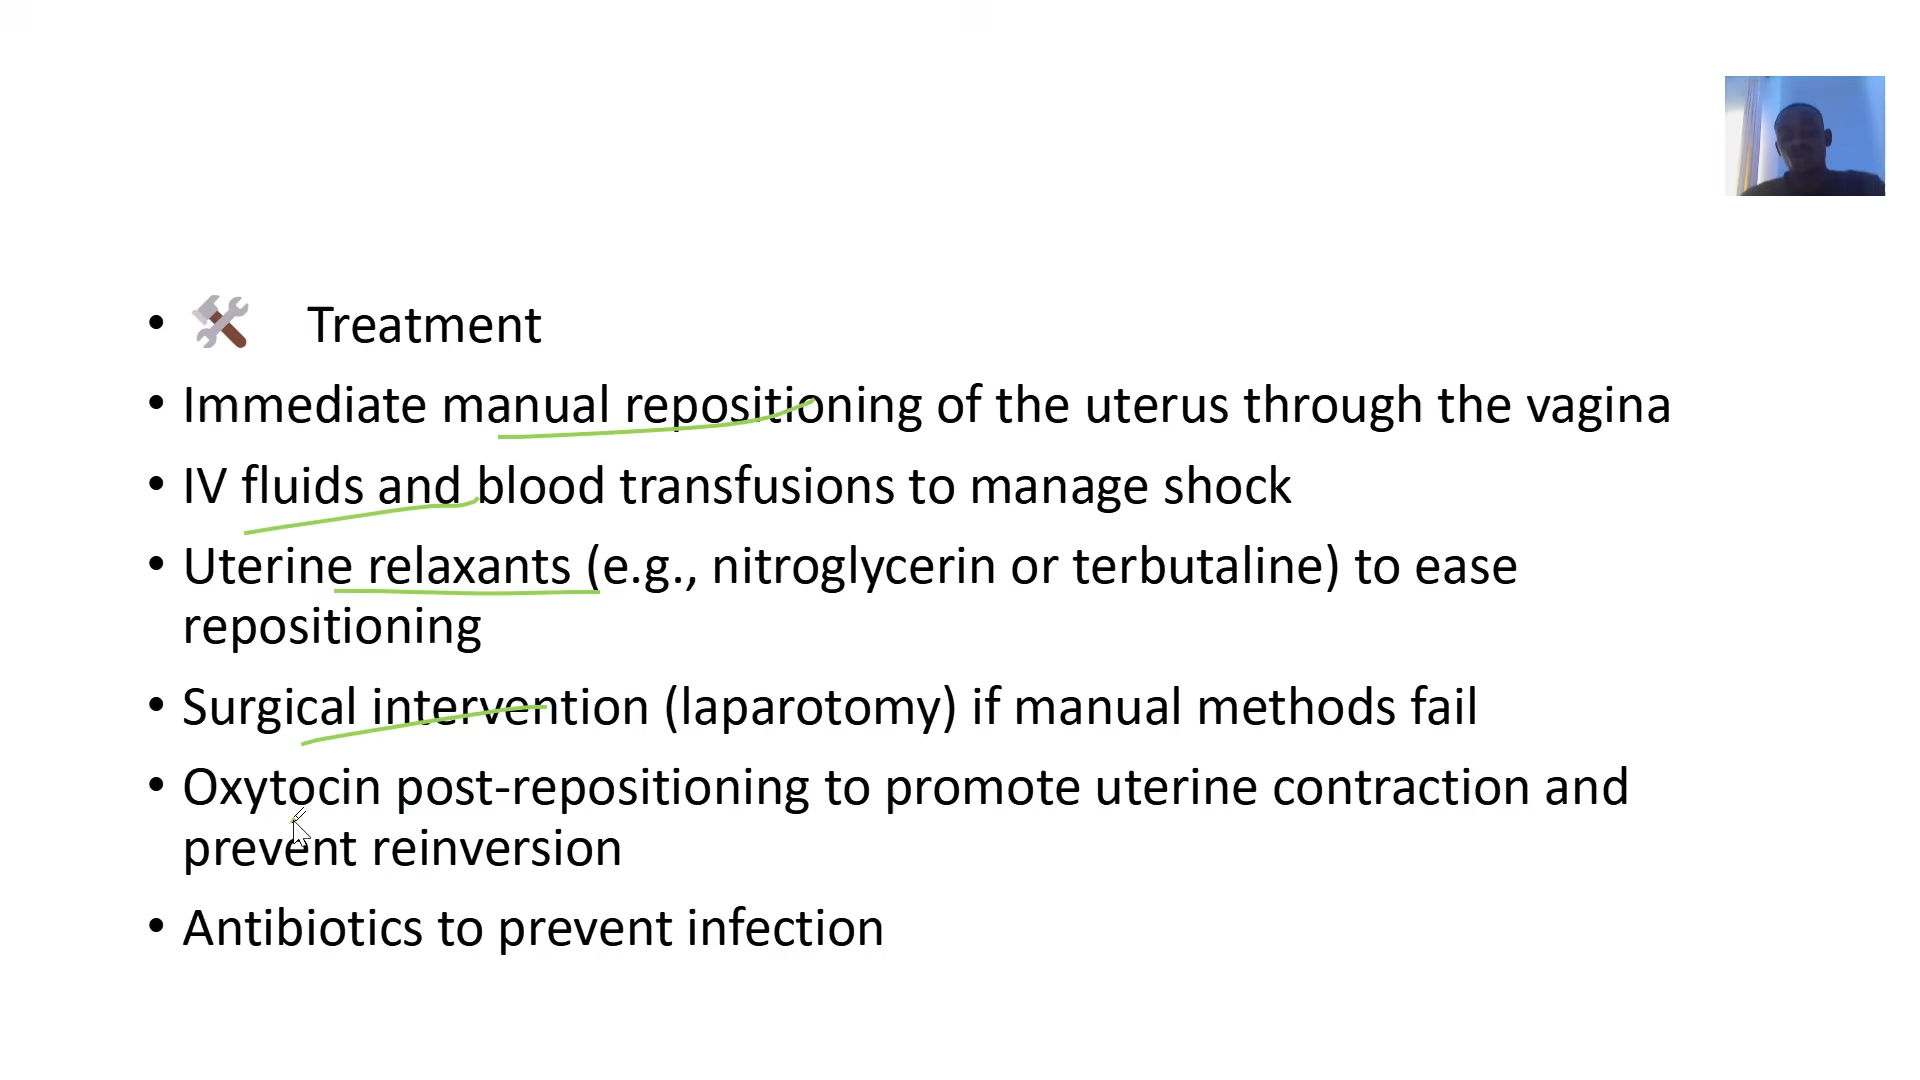 • 🛠 Treatment
• Immediate manual repositioning of the uterus through the vagina
• IV fluids and blood transfusions to manage shock
• Uterine relaxants (e.g., nitroglycerin or terbutaline) to ease
repositioning
• Surgical intervention (laparotomy) if manual methods fail
• Oxytocin post-repositioning to promote uterine contraction and
prevent reinversion
• Antibiotics to prevent infection